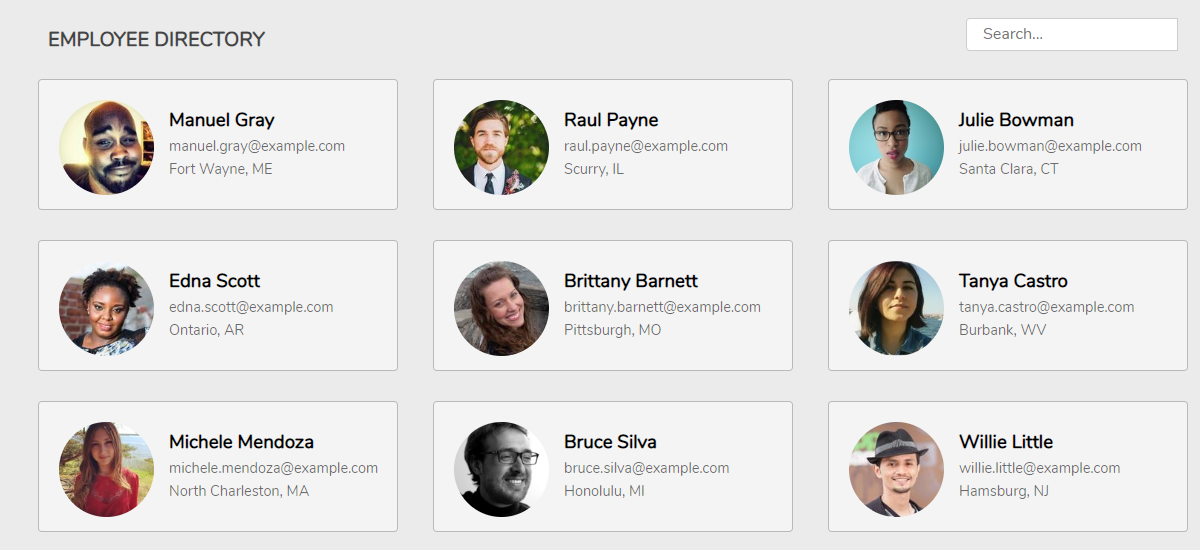 EMPLOYEE DIRECTORY
Search...
Manuel Gray
manuel.gray@example.com
Fort Wayne, ME
Raul Payne
raul.payne@example.com
Scurry, IL
Julie Bowman
julie.bowman@example.com
Santa Clara, CT
Edna Scott
edna.scott@example.com
Ontario, AR
Brittany Barnett
brittany.barnett@example.com
Pittsburgh, MO
Tanya Castro
tanya.castro@example.com
Burbank, WV
Michele Mendoza
michele.mendoza@example.com
North Charleston, MA
Bruce Silva
bruce.silva@example.com
Honolulu, MI
Willie Little
willie.little@example.com
Hamsburg, NJ